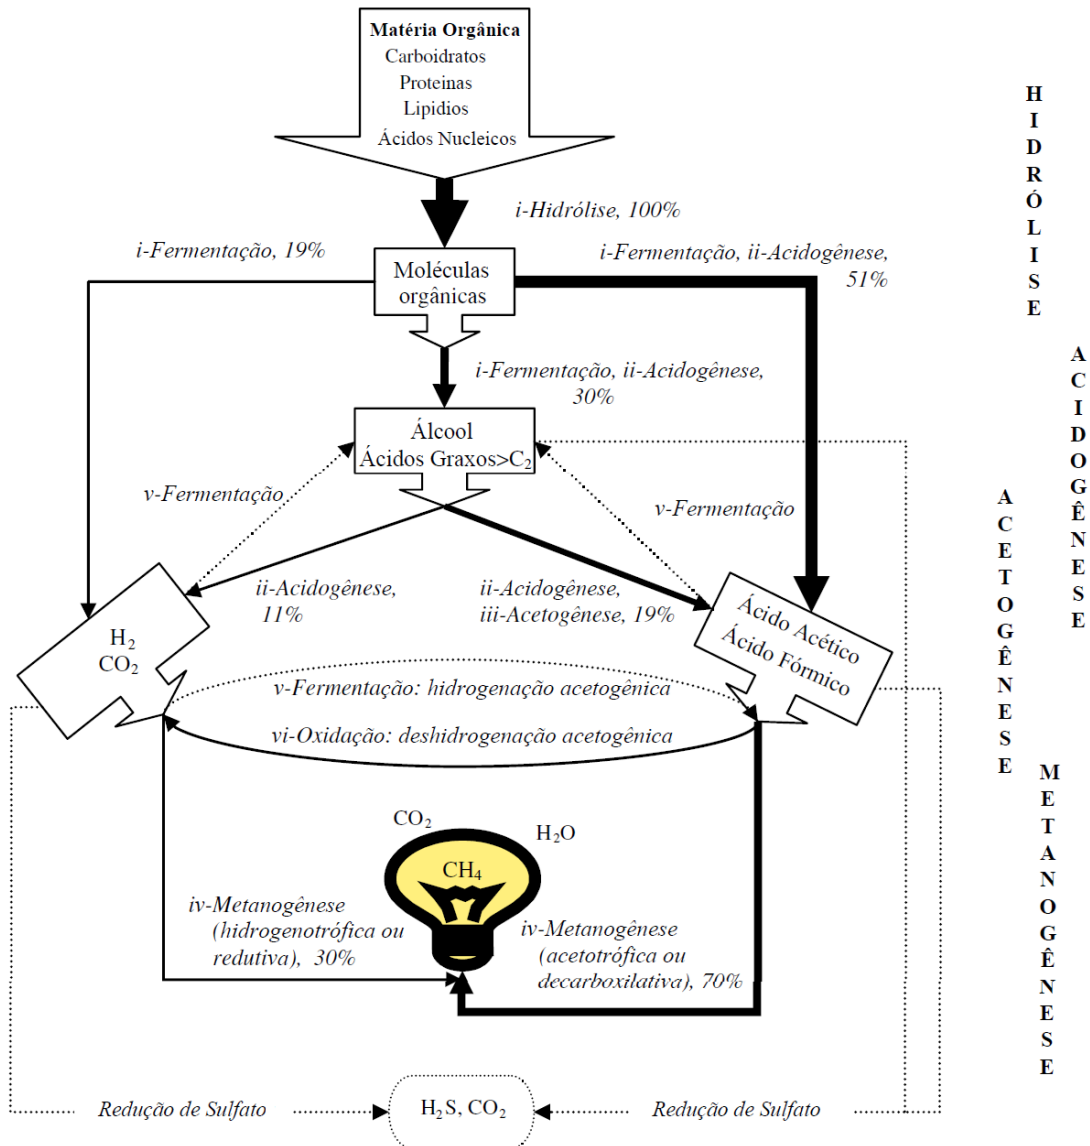 Matéria Orgânica
Carboidratos
Proteinas
Lipidios
Ácidos Nucleicos
i-Hidrólise, 100%
i-Fermentação, 19%
i-Fermentação, ii-Acidogênese,
51%
Moléculas
orgânicas
i-Fermentação, ii-Acidogênese,
30%
Álcool
Ácidos Graxos>C₂
v-Fermentação
v-Fermentação
ii-Acidogênese,
11%
ii-Acidogênese,
iii-Acetogênese, 19%
H₂
CO₂
Ácido Acético
Ácido Fórmico
v-Fermentação: hidrogenação acetogênica
vi-Oxidação: deshidrogenação acetogênica
CO₂
H₂O
CH₄
iv-Metanogênese
(hidrogenotrófica ou
redutiva), 30%
iv-Metanogênese
(acetotrófica ou
decarboxilativa), 70%
Redução de Sulfato
H₂S, CO₂
Redução de Sulfato
HIDRÓLISE
ACIDOGÊNESE
ACETOGÊNESE
METANOGÊNESE